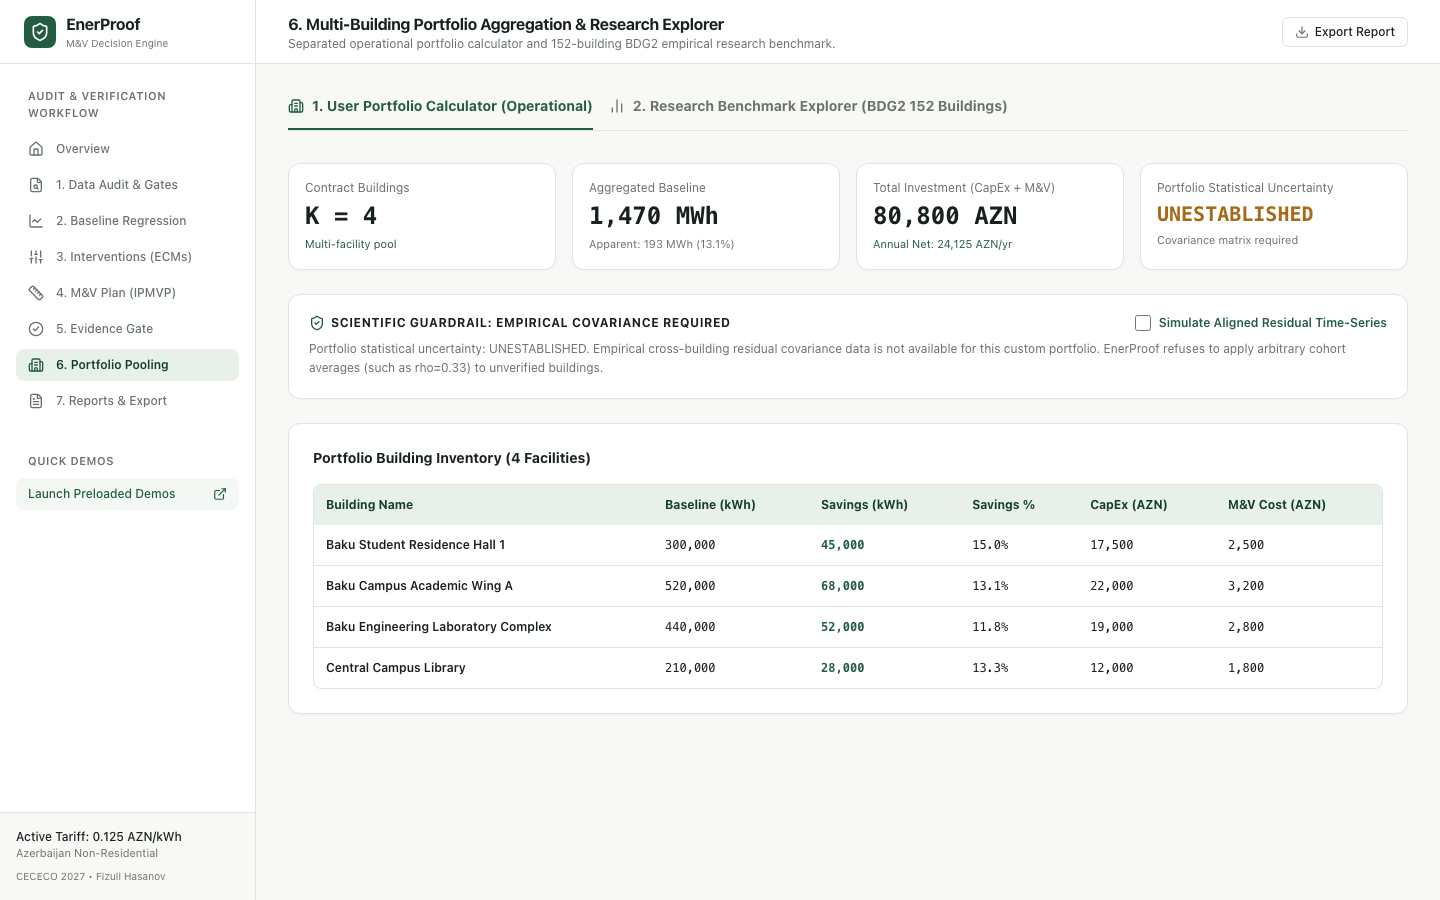 EnerProof
M&V Decision Engine
6. Multi-Building Portfolio Aggregation & Research Explorer
Separated operational portfolio calculator and 152-building BDG2 empirical research benchmark.
Export Report
AUDIT & VERIFICATION
WORKFLOW
Overview
1. Data Audit & Gates
2. Baseline Regression
3. Interventions (ECMs)
4. M&V Plan (IPMVP)
5. Evidence Gate
6. Portfolio Pooling
7. Reports & Export
QUICK DEMOS
Launch Preloaded Demos
Active Tariff: 0.125 AZN/kWh
Azerbaijan Non-Residential
CECECO 2027 • Fizuli Hasanov
1. User Portfolio Calculator (Operational)
2. Research Benchmark Explorer (BDG2 152 Buildings)
Contract Buildings
K = 4
Multi-facility pool
Aggregated Baseline
1,470 MWh
Apparent: 193 MWh (13.1%)
Total Investment (CapEx + M&V)
80,800 AZN
Annual Net: 24,125 AZN/yr
Portfolio Statistical Uncertainty
UNESTABLISHED
Covariance matrix required
SCIENTIFIC GUARDRAIL: EMPIRICAL COVARIANCE REQUIRED
Simulate Aligned Residual Time-Series
Portfolio statistical uncertainty: UNESTABLISHED. Empirical cross-building residual covariance data is not available for this custom portfolio. EnerProof refuses to apply arbitrary cohort
averages (such as rho=0.33) to unverified buildings.
Portfolio Building Inventory (4 Facilities)
Building Name Baseline (kWh) Savings (kWh) Savings % CapEx (AZN) M&V Cost (AZN)
Baku Student Residence Hall 1 300,000 45,000 15.0% 17,500 2,500
Baku Campus Academic Wing A 520,000 68,000 13.1% 22,000 3,200
Baku Engineering Laboratory Complex 440,000 52,000 11.8% 19,000 2,800
Central Campus Library 210,000 28,000 13.3% 12,000 1,800